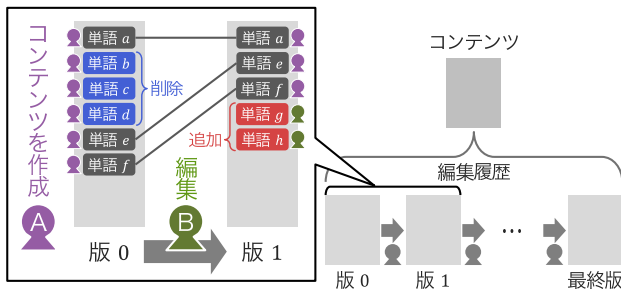 コンテンツを作成
A
単語 a
単語 b
単語 c
単語 d
単語 e
単語 f
削除
版 0
追加
編集
B
単語 a
単語 e
単語 f
単語 g
単語 h
版 1
コンテンツ
編集履歴
…
版 0
版 1
最終版